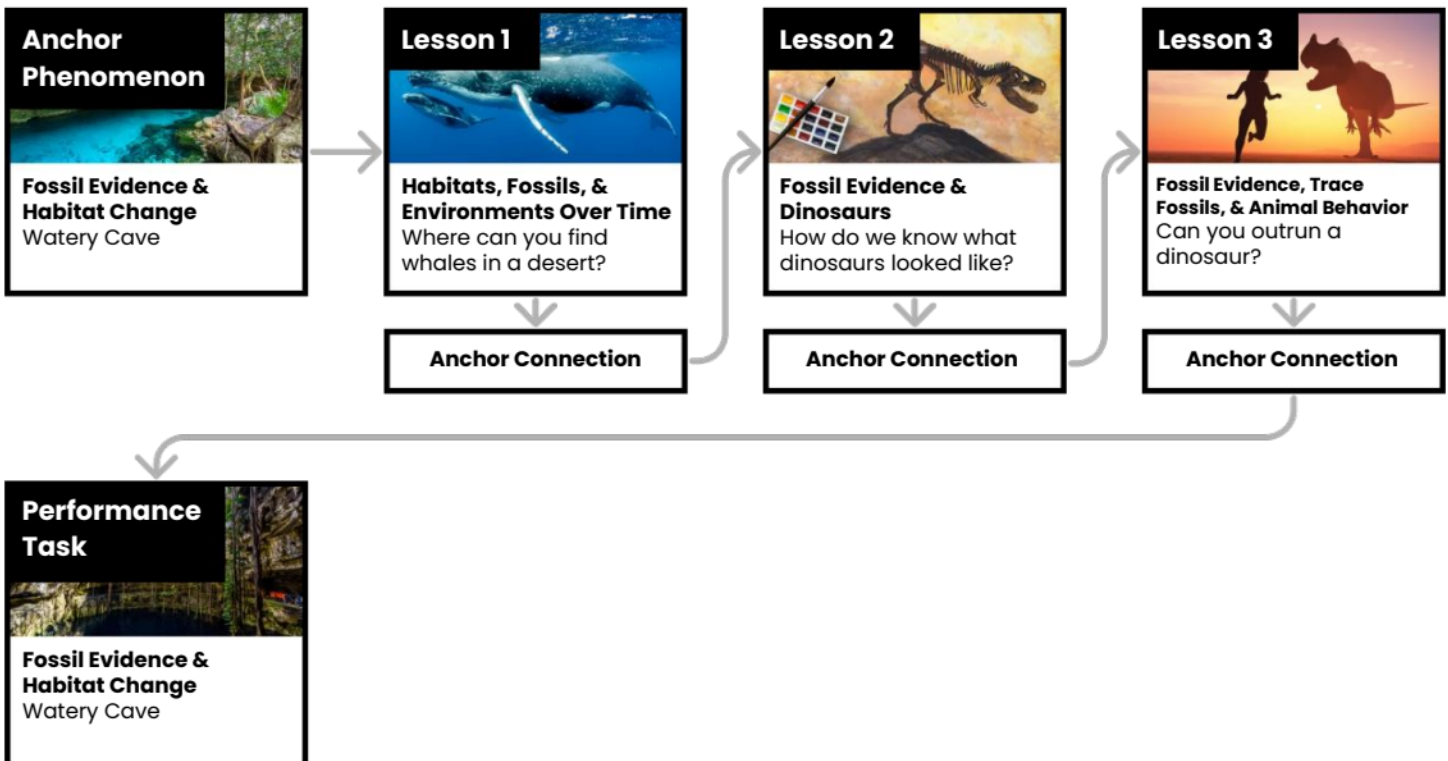 Anchor
Phenomenon
Fossil Evidence &
Habitat Change
Watery Cave
Lesson 1
Habitats, Fossils, &
Environments Over Time
Where can you find
whales in a desert?
Anchor Connection
Lesson 2
Fossil Evidence &
Dinosaurs
How do we know what
dinosaurs looked like?
Anchor Connection
Lesson 3
Fossil Evidence, Trace
Fossils, & Animal Behavior
Can you outrun a
dinosaur?
Anchor Connection
Performance
Task
Fossil Evidence &
Habitat Change
Watery Cave